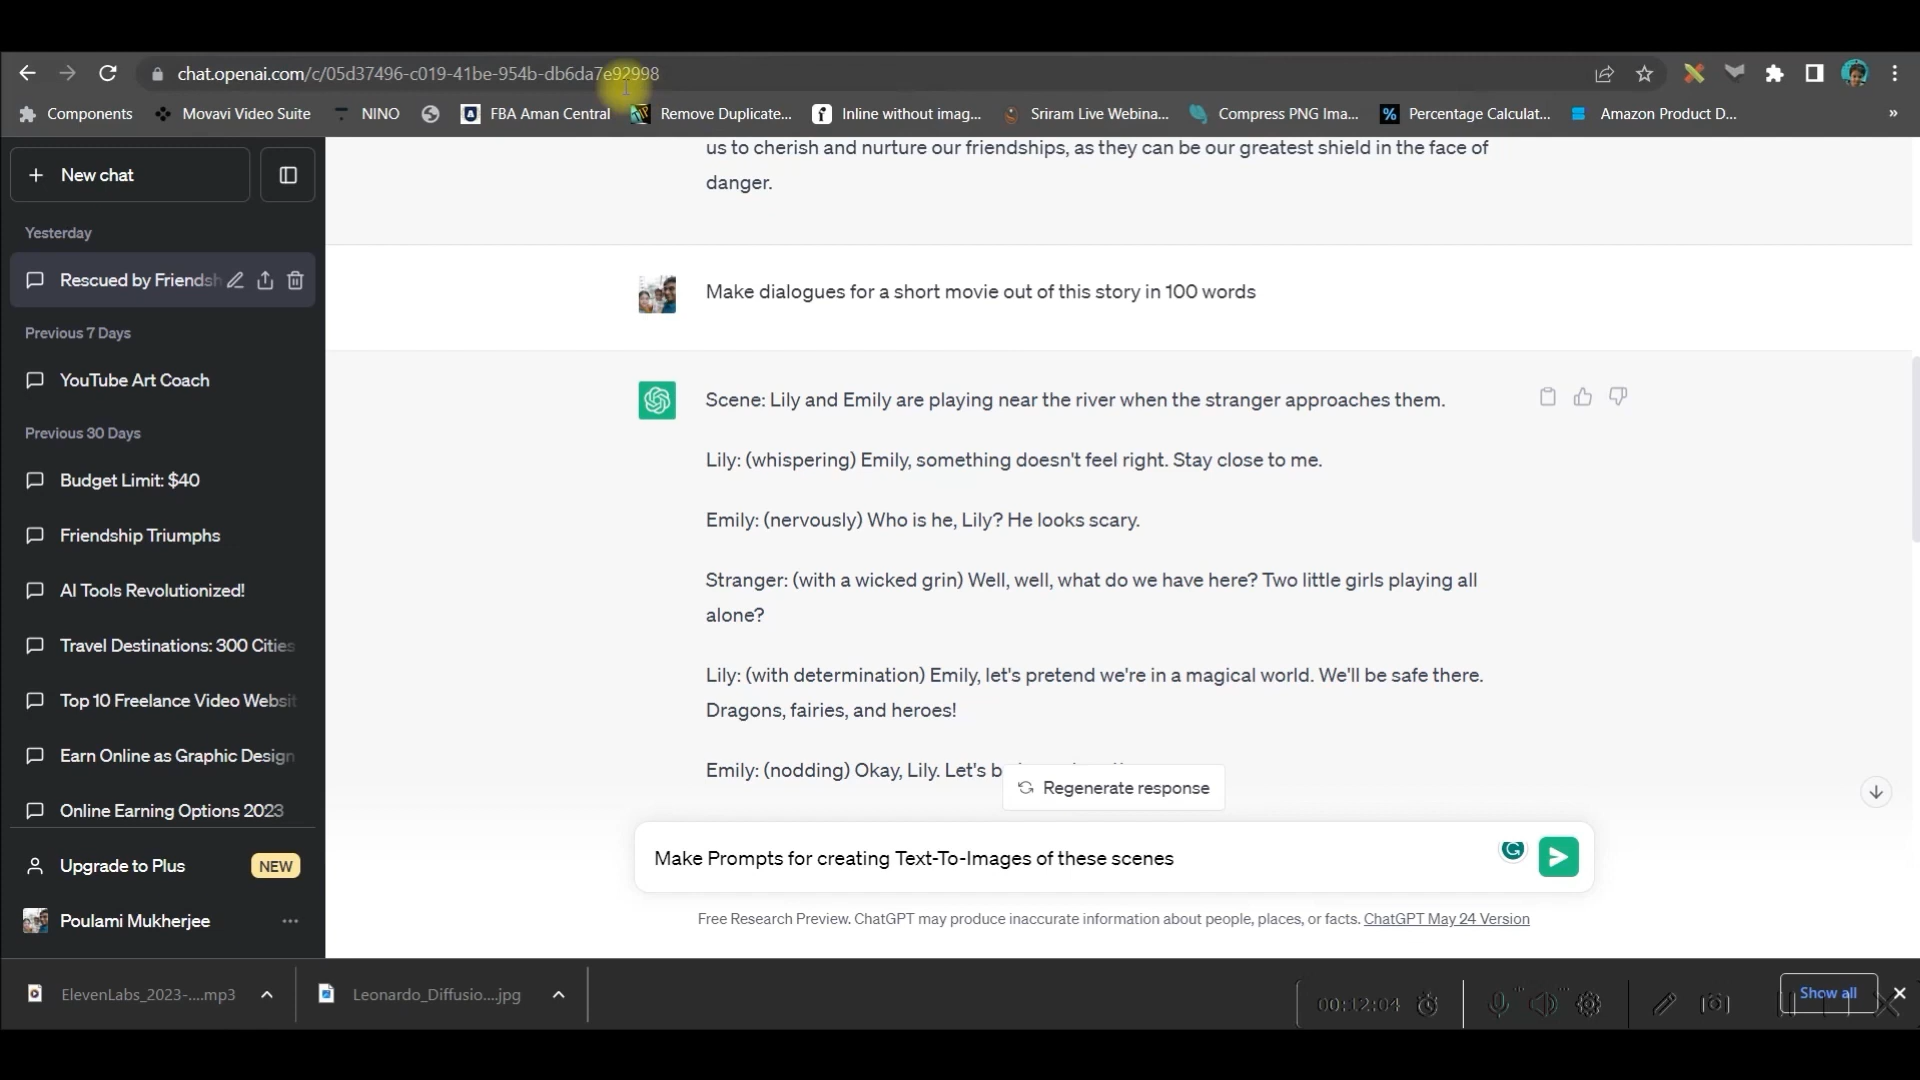 chat.openai.com/c/05d37496-c019-41be-954b-db6da7e92998
Components
Movavi Video Suite
NINO
FBA Aman Central
Remove Duplicate...
Inline without imag...
Sriram Live Webina...
Compress PNG Ima...
Percentage Calculat...
Amazon Product D...
»
+ New chat
Yesterday
Rescued by Friendsh
Previous 7 Days
YouTube Art Coach
Previous 30 Days
Budget Limit: $40
Friendship Triumphs
AI Tools Revolutionized!
Travel Destinations: 300 Cities
Top 10 Freelance Video Websit
Earn Online as Graphic Design
Online Earning Options 2023
Upgrade to Plus
NEW
Poulami Mukherjee
us to cherish and nurture our friendships, as they can be our greatest shield in the face of
danger.
Make dialogues for a short movie out of this story in 100 words
Scene: Lily and Emily are playing near the river when the stranger approaches them.
Lily: (whispering) Emily, something doesn't feel right. Stay close to me.
Emily: (nervously) Who is he, Lily? He looks scary.
Stranger: (with a wicked grin) Well, well, what do we have here? Two little girls playing all
alone?
Lily: (with determination) Emily, let's pretend we're in a magical world. We'll be safe there.
Dragons, fairies, and heroes!
Emily: (nodding) Okay, Lily. Let's b
Regenerate response
Make Prompts for creating Text-To-Images of these scenes
Free Research Preview. ChatGPT may produce inaccurate information about people, places, or facts. ChatGPT May 24 Version
ElevenLabs_2023-....mp3
Leonardo_Diffusio....jpg
00:12:04
Show all